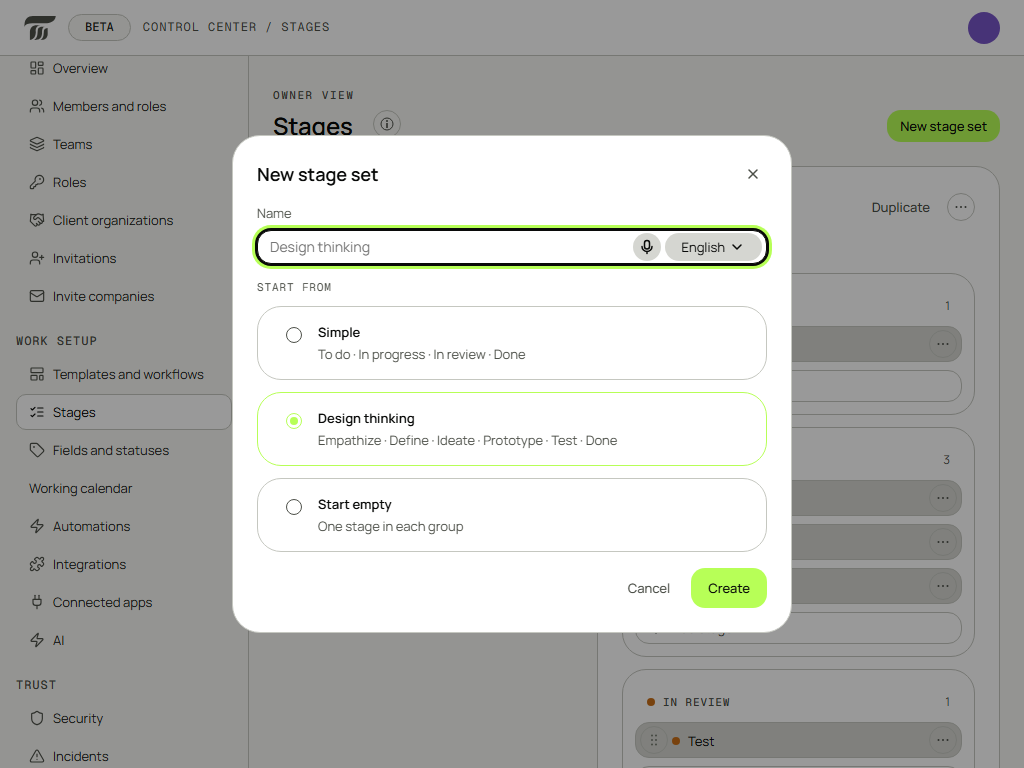 BETA
CONTROL CENTER / STAGES
Overview
Members and roles
Teams
Roles
Client organizations
Invitations
Invite companies
WORK SETUP
Templates and workflows
Stages
Fields and statuses
Working calendar
Automations
Integrations
Connected apps
AI
TRUST
Security
Incidents
OWNER VIEW
Stages
New stage set
Duplicate
1
3
IN REVIEW
1
Test
New stage set
Name
Design thinking
English
START FROM
Simple
To do · In progress · In review · Done
Design thinking
Empathize · Define · Ideate · Prototype · Test · Done
Start empty
One stage in each group
Cancel
Create